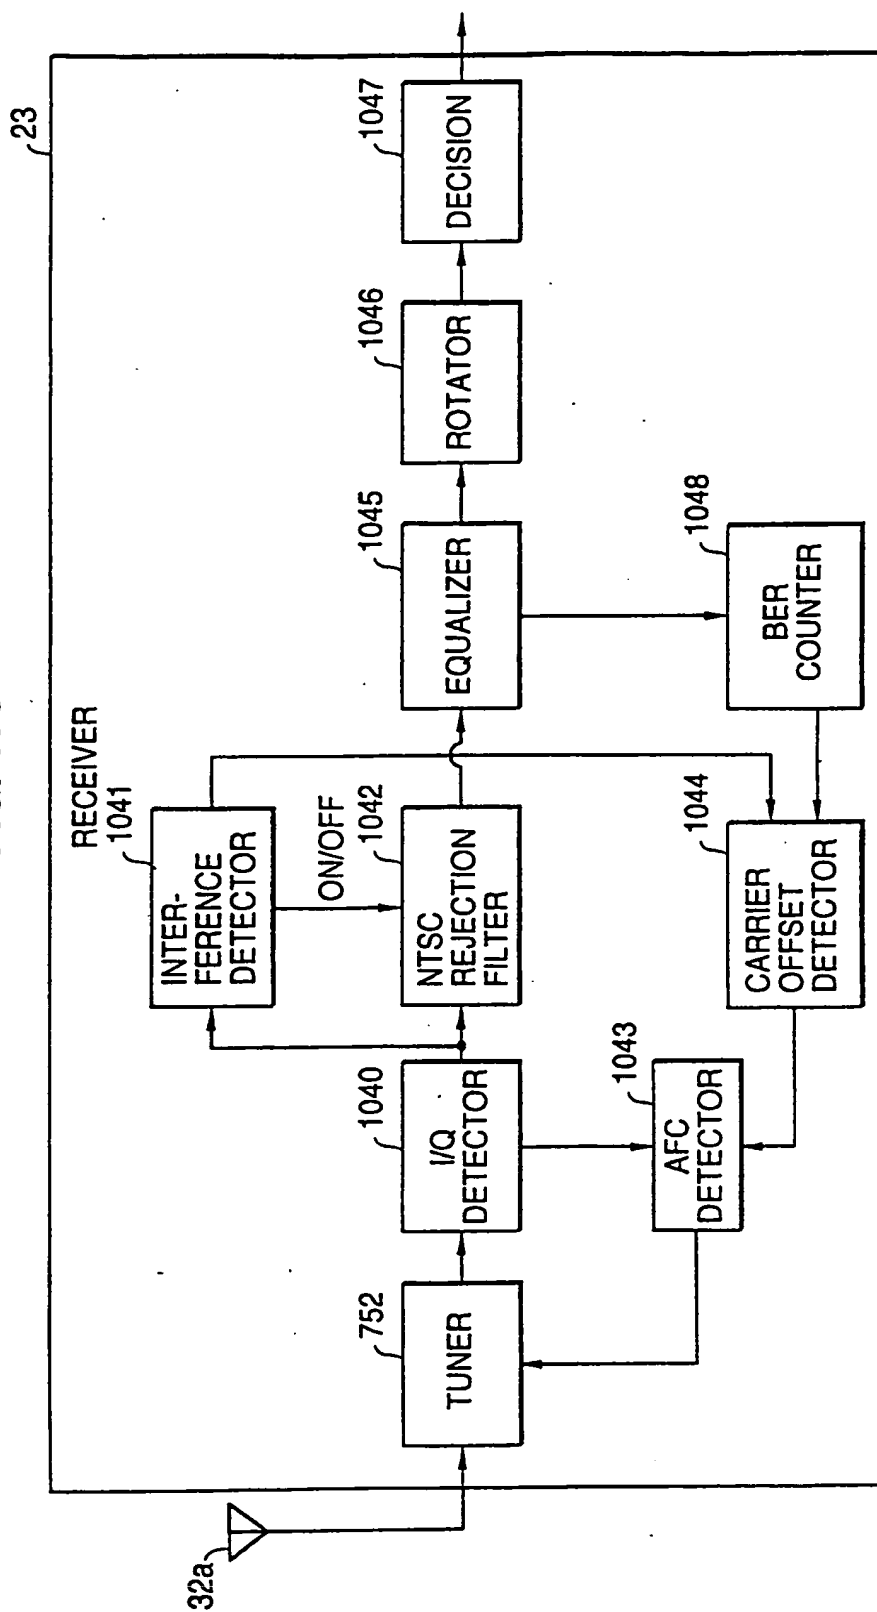 23
RECEIVER
1041
INTER-
FERENCE
DETECTOR
ON/OFF
32a
752
TUNER
1040
I/Q
DETECTOR
1042
NTSC
REJECTION
FILTER
1045
EQUALIZER
1046
ROTATOR
1047
DECISION
1043
AFC
DETECTOR
1044
CARRIER
OFFSET
DETECTOR
1048
BER
COUNTER